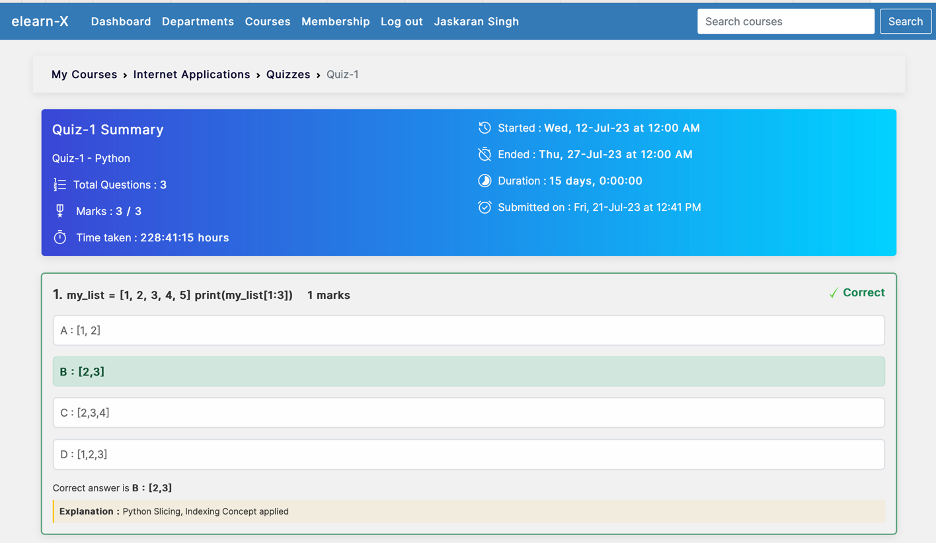 elearn-X Dashboard Departments Courses Membership Log out Jaskaran Singh Search courses Search
My Courses › Internet Applications › Quizzes › Quiz-1
Quiz-1 Summary
Quiz-1 - Python
Total Questions : 3
Marks : 3 / 3
Time taken : 228:41:15 hours
Started : Wed, 12-Jul-23 at 12:00 AM
Ended : Thu, 27-Jul-23 at 12:00 AM
Duration : 15 days, 0:00:00
Submitted on : Fri, 21-Jul-23 at 12:41 PM
1. my_list = [1, 2, 3, 4, 5] print(my_list[1:3]) 1 marks ✓ Correct
A : [1, 2]
B : [2,3]
C : [2,3,4]
D : [1,2,3]
Correct answer is B : [2,3]
Explanation : Python Slicing, Indexing Concept applied